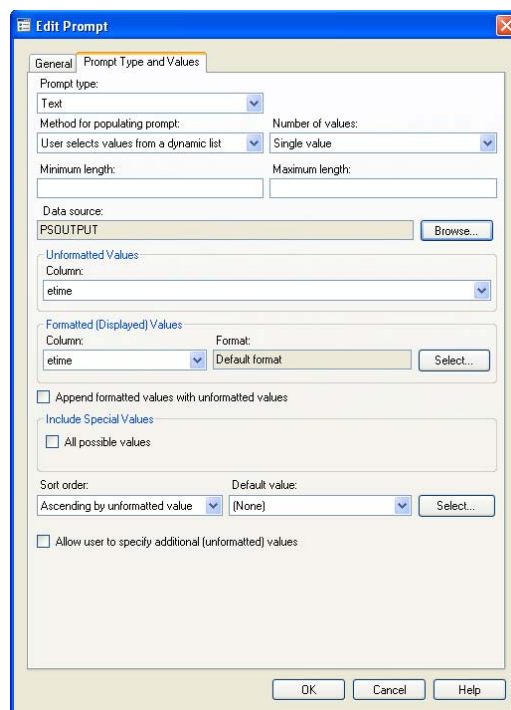 Edit Prompt
General Prompt Type and Values
Prompt type:
Text
Method for populating prompt: Number of values:
User selects values from a dynamic list Single value
Minimum length: Maximum length:
Data source:
PSOUTPUT Browse...
Unformatted Values
Column:
etime
Formatted (Displayed) Values
Column: Format:
etime Default format Select...
Append formatted values with unformatted values
Include Special Values
All possible values
Sort order: Default value:
Ascending by unformatted value (None) Select...
Allow user to specify additional (unformatted) values
OK Cancel Help